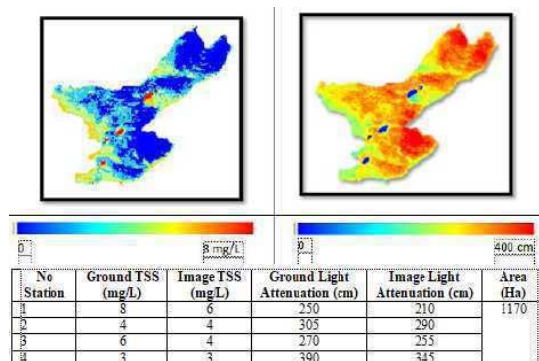 0 8 mg/L 0 400 cm
No Station Ground TSS (mg/L) Image TSS (mg/L) Ground Light Attenuation (cm) Image Light Attenuation (cm) Area (Ha)
1 8 6 250 210 1170
2 4 4 305 290
3 6 4 270 255
4 3 3 390 345